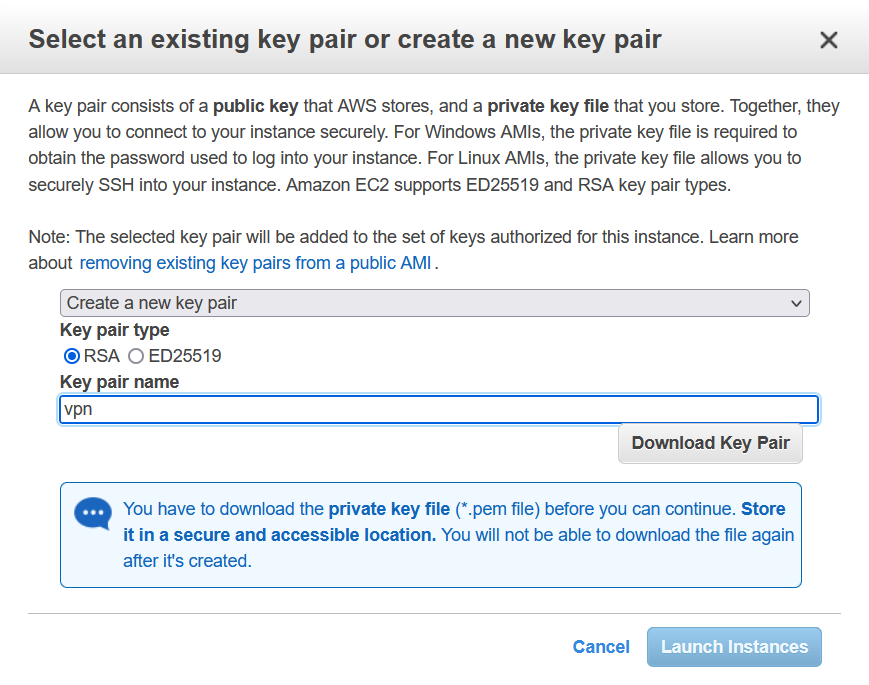 Select an existing key pair or create a new key pair
A key pair consists of a public key that AWS stores, and a private key file that you store. Together, they
allow you to connect to your instance securely. For Windows AMIs, the private key file is required to
obtain the password used to log into your instance. For Linux AMIs, the private key file allows you to
securely SSH into your instance. Amazon EC2 supports ED25519 and RSA key pair types.
Note: The selected key pair will be added to the set of keys authorized for this instance. Learn more
about removing existing key pairs from a public AMI .
Create a new key pair
Key pair type
RSA ED25519
Key pair name
vpn
Download Key Pair
You have to download the private key file (*.pem file) before you can continue. Store
it in a secure and accessible location. You will not be able to download the file again
after it's created.
Cancel Launch Instances